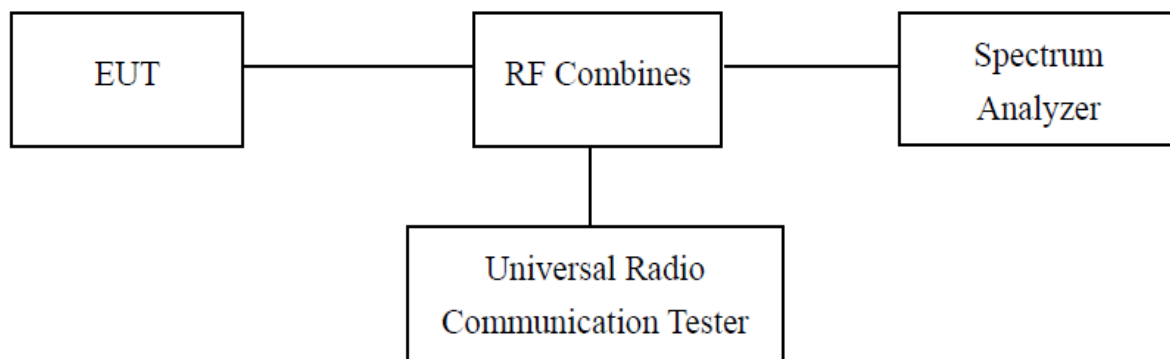 EUT
RF Combines
Spectrum
Analyzer
Universal Radio
Communication Tester